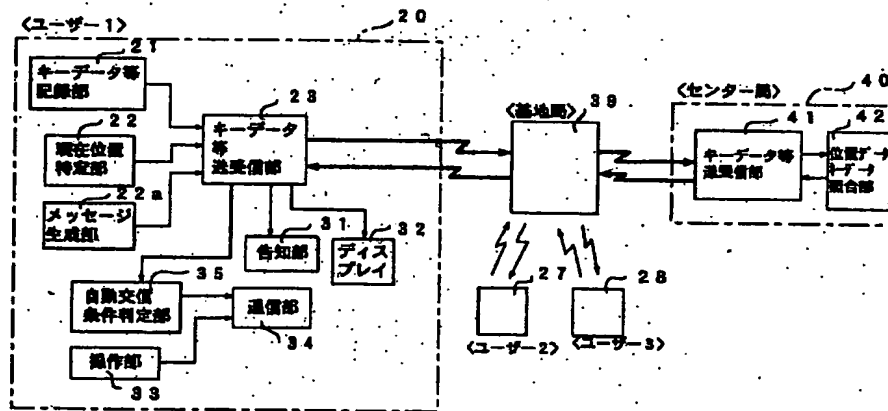 <ユーザー1>
20
21
キーデータ等
記録部
22
現在位置
特定部
22a
メッセージ
生成部
23
キーデータ
等
送受信部
31
告知部
32
ディス
プレイ
35
自動交信
条件判定部
通信部
34
操作部
33
<基地局>
39
27
<ユーザー2>
28
<ユーザー3>
<センター局>
40
41
キーデータ等
送受信部
42
位置データ
キーデータ
照合部